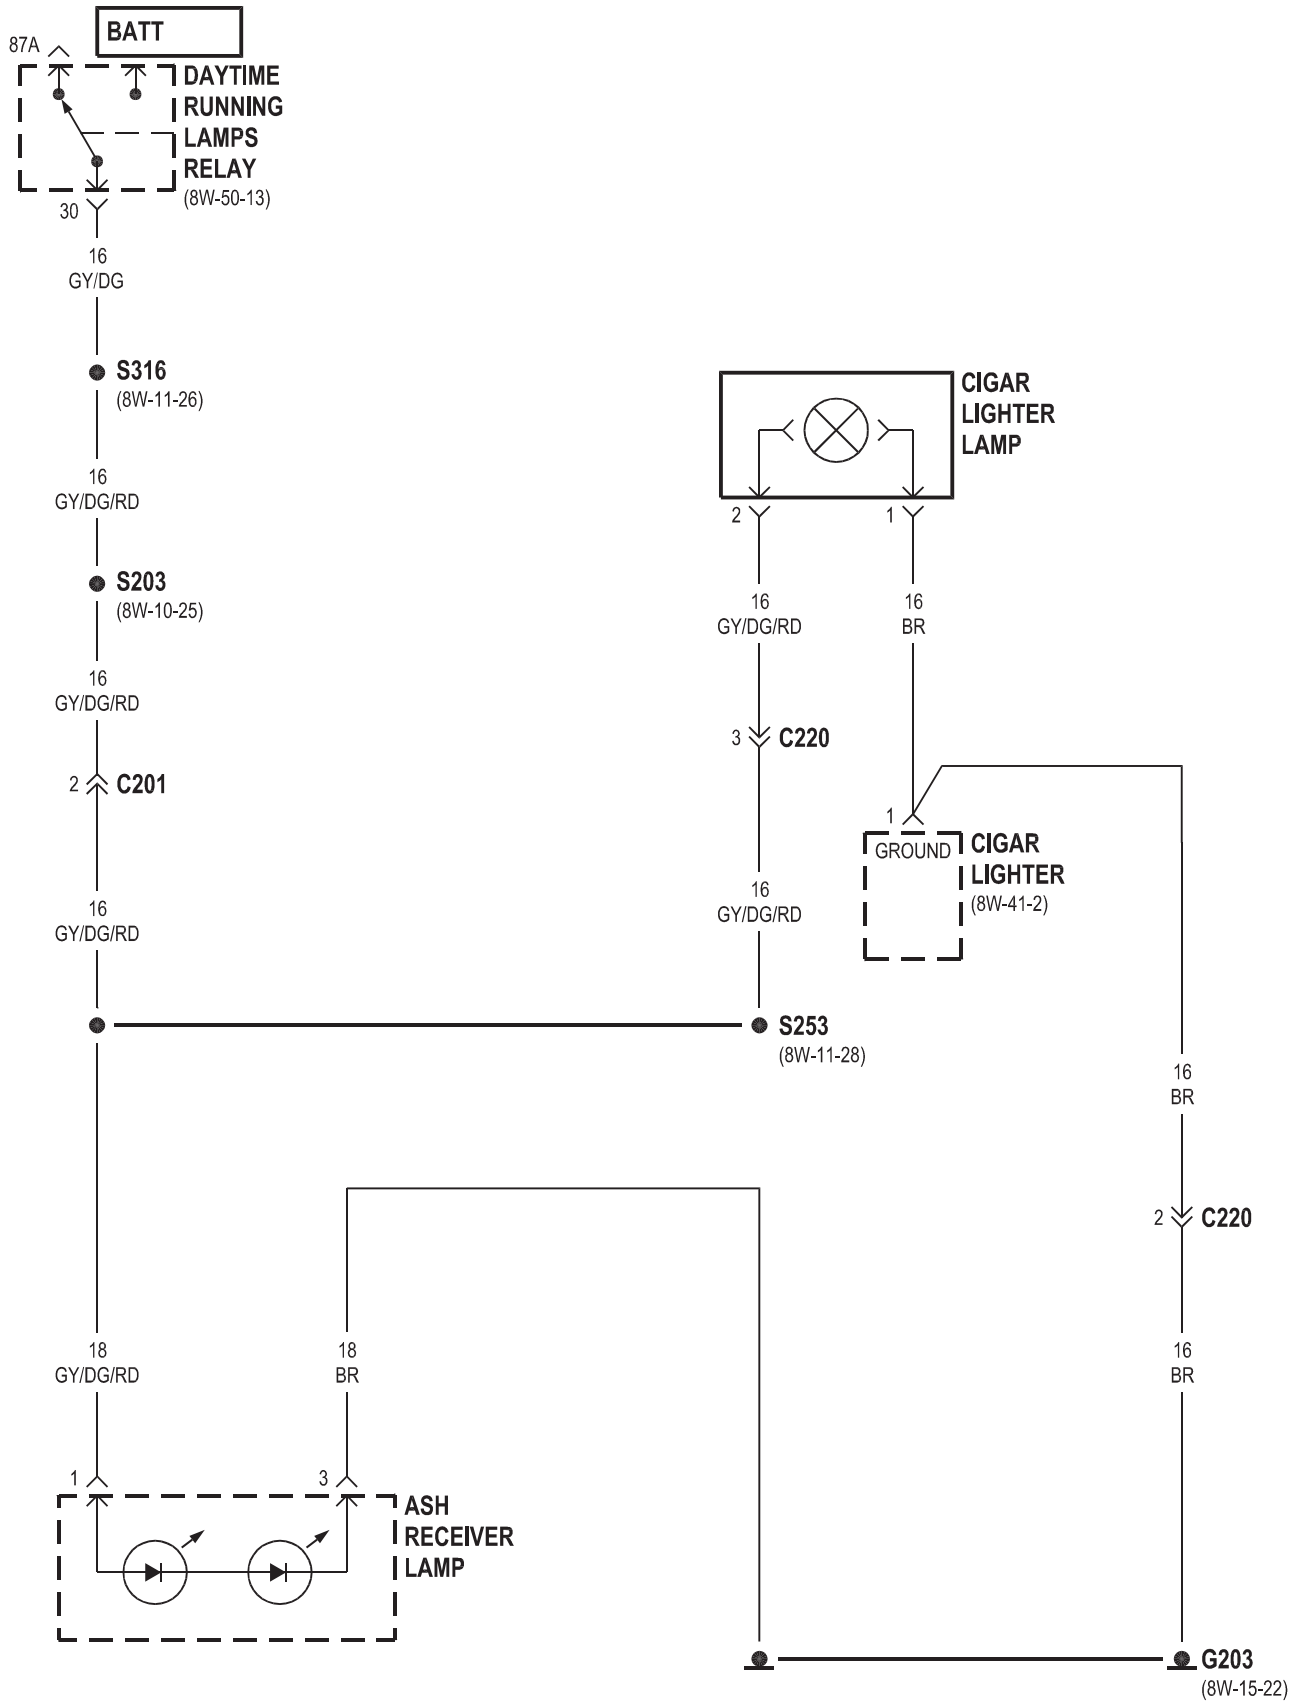 BATT
87A
DAYTIME
RUNNING
LAMPS
RELAY
(8W-50-13)
30
16
GY/DG
S316
(8W-11-26)
16
GY/DG/RD
S203
(8W-10-25)
16
GY/DG/RD
2
C201
16
GY/DG/RD
CIGAR
LIGHTER
LAMP
2
1
16
GY/DG/RD
16
BR
3
C220
1
GROUND
CIGAR
LIGHTER
(8W-41-2)
16
GY/DG/RD
S253
(8W-11-28)
16
BR
2
C220
18
GY/DG/RD
18
BR
16
BR
1
3
ASH
RECEIVER
LAMP
G203
(8W-15-22)